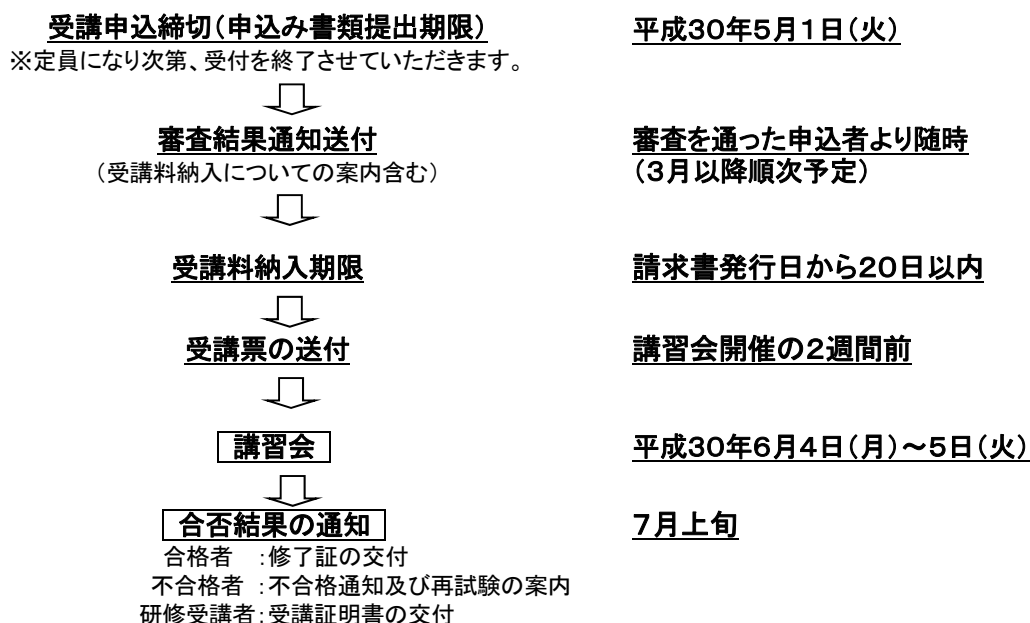 受講申込締切(申込み書類提出期限) 平成30年5月1日(火)
※定員になり次第、受付を終了させていただきます。
審査結果通知送付 審査を通った申込者より随時
(受講料納入についての案内含む) (3月以降順次予定)
受講料納入期限 請求書発行日から20日以内
受講票の送付 講習会開催の2週間前
講習会 平成30年6月4日(月)～5日(火)
合否結果の通知 7月上旬
合格者 :修了証の交付
不合格者 :不合格通知及び再試験の案内
研修受講者:受講証明書の交付